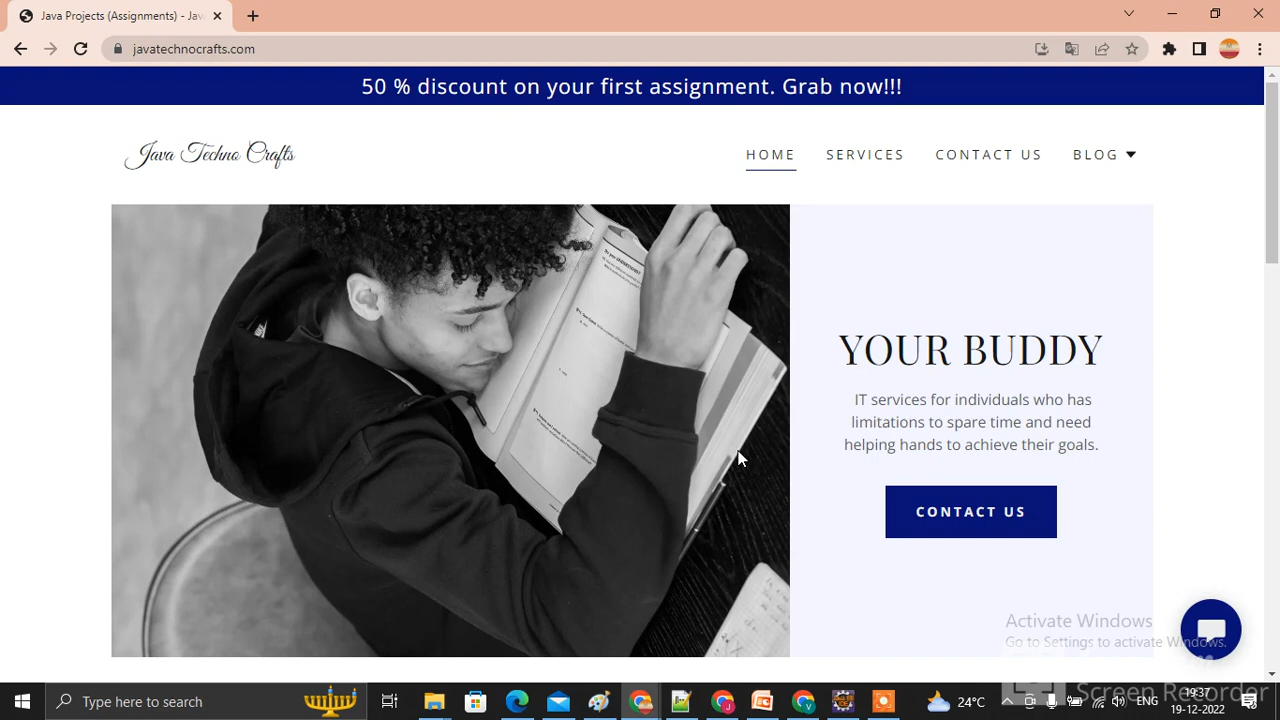 Java Projects (Assignments) - Jav
javatechnocrafts.com
50 % discount on your first assignment. Grab now!!!
Java Techno Crafts
HOME SERVICES CONTACT US BLOG
YOUR BUDDY
IT services for individuals who has
limitations to spare time and need
helping hands to achieve their goals.
CONTACT US
Activate Windows
Go to Settings to activate Windows.
Screen Recorder
Type here to search
24°C
ENG
19:37
19-12-2022